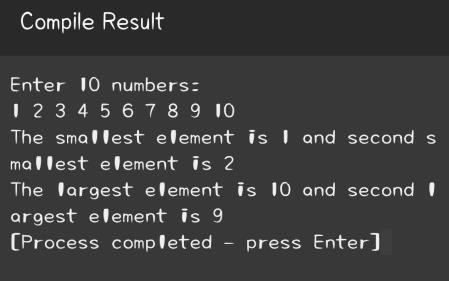 Compile Result
Enter 10 numbers:
1 2 3 4 5 6 7 8 9 10
The smallest element is 1 and second s
mallest element is 2
The largest element is 10 and second l
argest element is 9
[Process completed - press Enter]